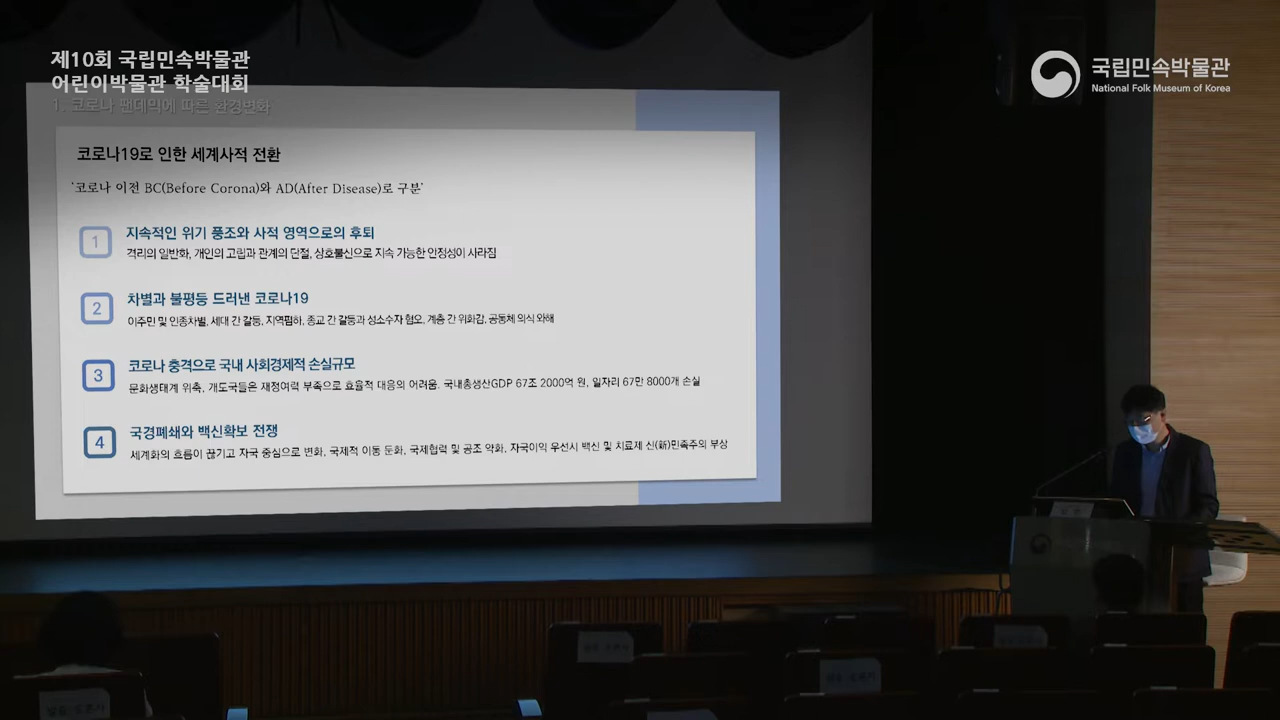 제10회 국립민속박물관
어린이박물관 학술대회
국립민속박물관
National Folk Museum of Korea
1. 코로나 팬데믹에 따른 환경변화
코로나19로 인한 세계사적 전환
'코로나 이전 BC(Before Corona)와 AD(After Disease)로 구분'
1
지속적인 위기 풍조와 사적 영역으로의 후퇴
격리의 일반화, 개인의 고립과 관계의 단절, 상호불신으로 지속 가능한 안정성이 사라짐
2
차별과 불평등 드러낸 코로나19
이주민 및 인종차별, 세대 간 갈등, 지역폄하, 종교 간 갈등과 성소수자 혐오, 계층 간 위화감, 공동체 의식 와해
3
코로나 충격으로 국내 사회경제적 손실규모
문화생태계 위축, 개도국들은 재정여력 부족으로 효율적 대응의 어려움. 국내총생산GDP 67조 2000억 원, 일자리 67만 8000개 손실
4
국경폐쇄와 백신확보 전쟁
세계화의 흐름이 끊기고 자국 중심으로 변화, 국제적 이동 둔화, 국제협력 및 공조 약화, 자국이익 우선시 백신 및 치료제 신(新)민족주의 부상